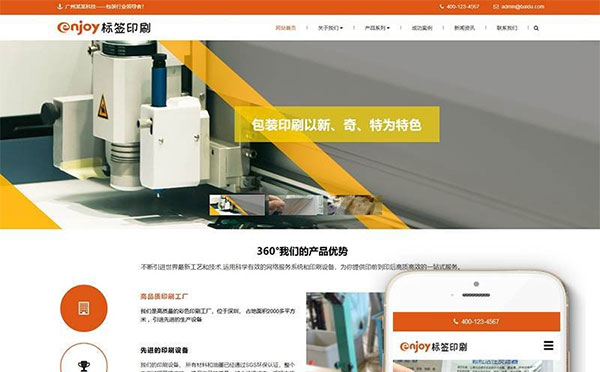 广州某某科技——包装行业领导者！
400-123-4567 admin@baidu.com
enjoy 标签印刷
网站首页 关于我们 产品系列 成功案例 新闻资讯 联系我们
包装印刷以新、奇、特为特色
360°我们的产品优势
不断引进世界最新工艺和技术,运用科学有效的网络服务系统和印刷设备，为你提供印前到印后高质高效的一站式服务。
高品质印刷工厂
我们是高质量的彩色印刷工厂，位于深圳， 占地面积2000多平方
米， 引进先进的生产设备
先进的印刷设备
我们的印刷设备， 所有材料和油墨已经通过SGS环保认证，整个
400-123-4567
enjoy 标签印刷